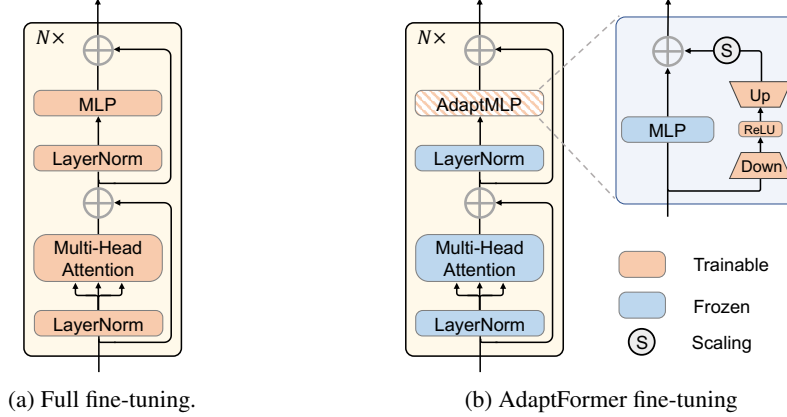 N×
MLP
LayerNorm
Multi-Head
Attention
LayerNorm
(a) Full fine-tuning.
N×
AdaptMLP
LayerNorm
Multi-Head
Attention
LayerNorm
S
Up
ReLU
MLP
Down
Trainable
Frozen
S Scaling
(b) AdaptFormer fine-tuning